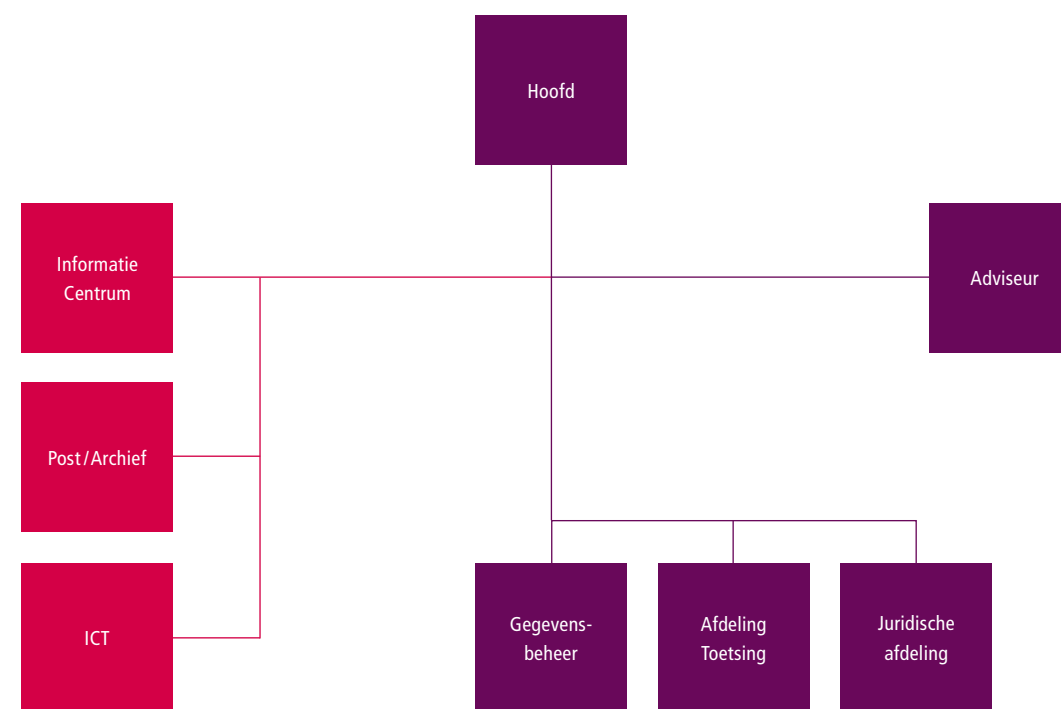 Hoofd
Informatie
Centrum
Adviseur
Post/Archief
ICT
Gegevens-
beheer
Afdeling
Toetsing
Juridische
afdeling